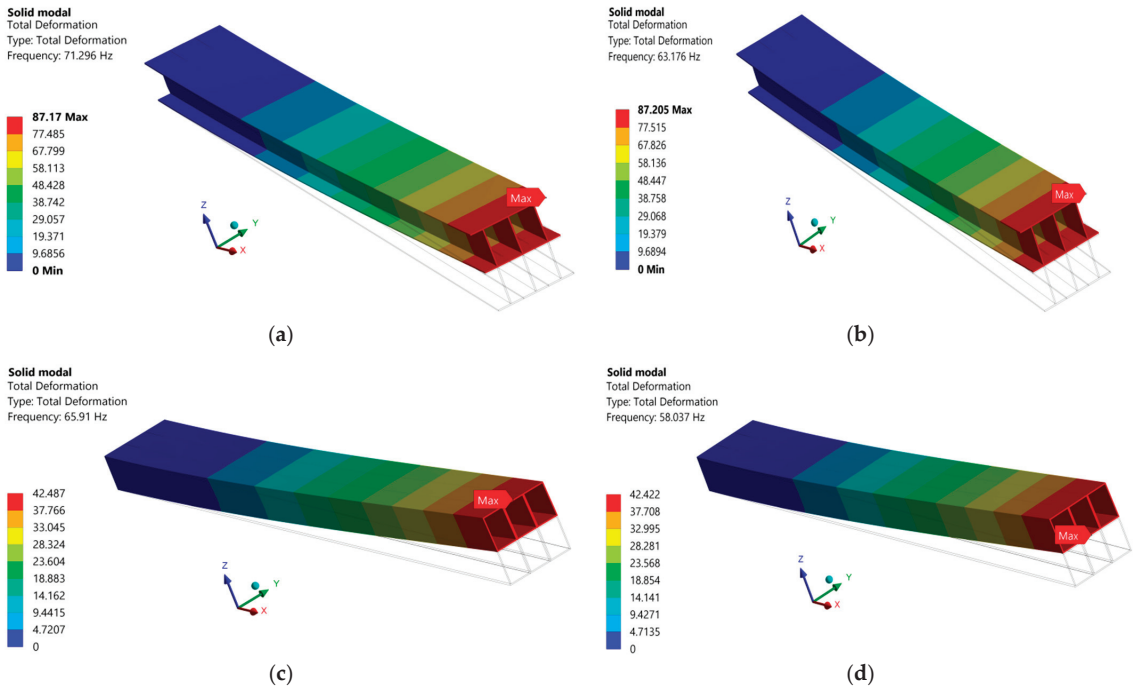 Solid modal
Total Deformation
Type: Total Deformation
Frequency: 71.296 Hz
87.17 Max
77.485
67.799
58.113
48.428
38.742
29.057
19.371
9.6856
0 Min
Z
Y
X
Max
(a)
Solid modal
Total Deformation
Type: Total Deformation
Frequency: 63.176 Hz
87.205 Max
77.515
67.826
58.136
48.447
38.758
29.068
19.379
9.6894
0 Min
Z
Y
X
Max
(b)
Solid modal
Total Deformation
Type: Total Deformation
Frequency: 65.91 Hz
42.487
37.766
33.045
28.324
23.604
18.883
14.162
9.4415
4.7207
0
Z
Y
X
Max
(c)
Solid modal
Total Deformation
Type: Total Deformation
Frequency: 58.037 Hz
42.422
37.708
32.995
28.281
23.568
18.854
14.141
9.4271
4.7135
0
Z
Y
X
Max
(d)